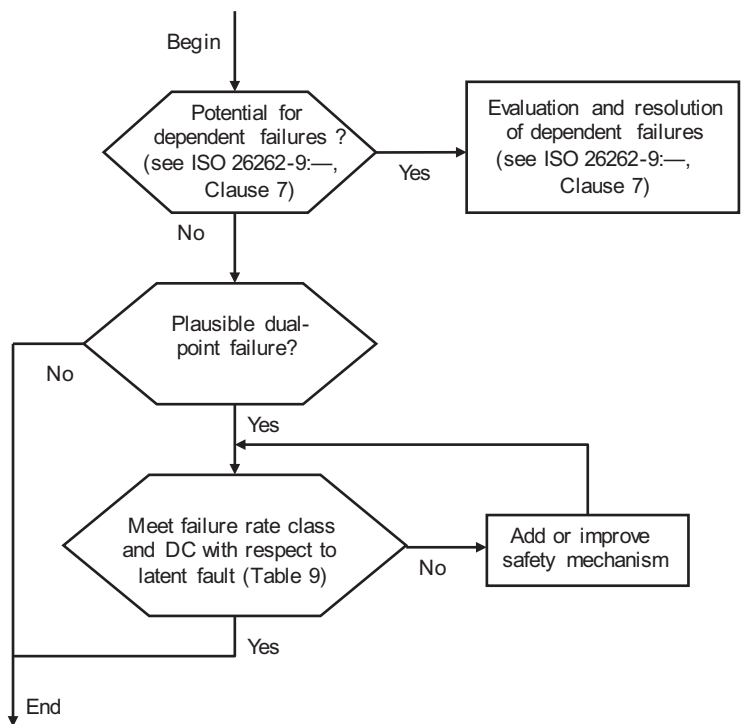 Begin
Potential for
dependent failures ?
(see ISO 26262-9:—,
Clause 7)
Yes
Evaluation and resolution
of dependent failures
(see ISO 26262-9:—,
Clause 7)
No
Plausible dual-
point failure?
No
Yes
Meet failure rate class
and DC with respect to
latent fault (Table 9)
No
Add or improve
safety mechanism
Yes
End